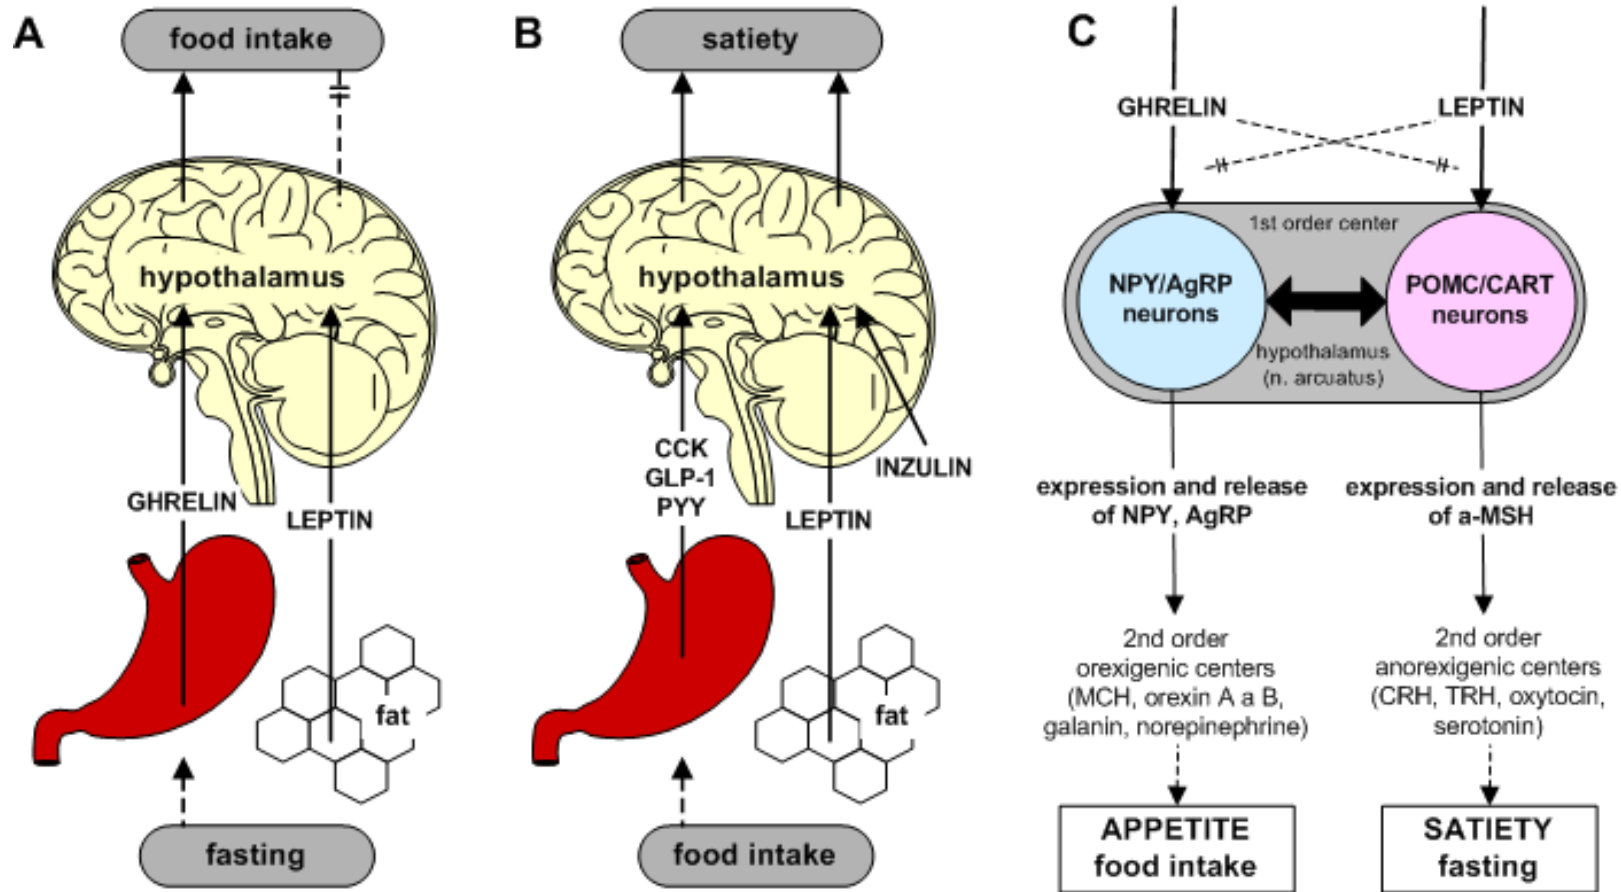 A
food intake
hypothalamus
GHRELIN
LEPTIN
fat
fasting
B
satiety
hypothalamus
CCK
GLP-1
PYY
INZULIN
LEPTIN
fat
food intake
C
GHRELIN
LEPTIN
1st order center
NPY/AgRP
neurons
POMC/CART
neurons
hypothalamus
(n. arcuatus)
expression and release
of NPY, AgRP
expression and release
of a-MSH
2nd order
orexigenic centers
(MCH, orexin A a B,
galanin, norepinephrine)
2nd order
anorexigenic centers
(CRH, TRH, oxytocin,
serotonin)
APPETITE
food intake
SATIETY
fasting